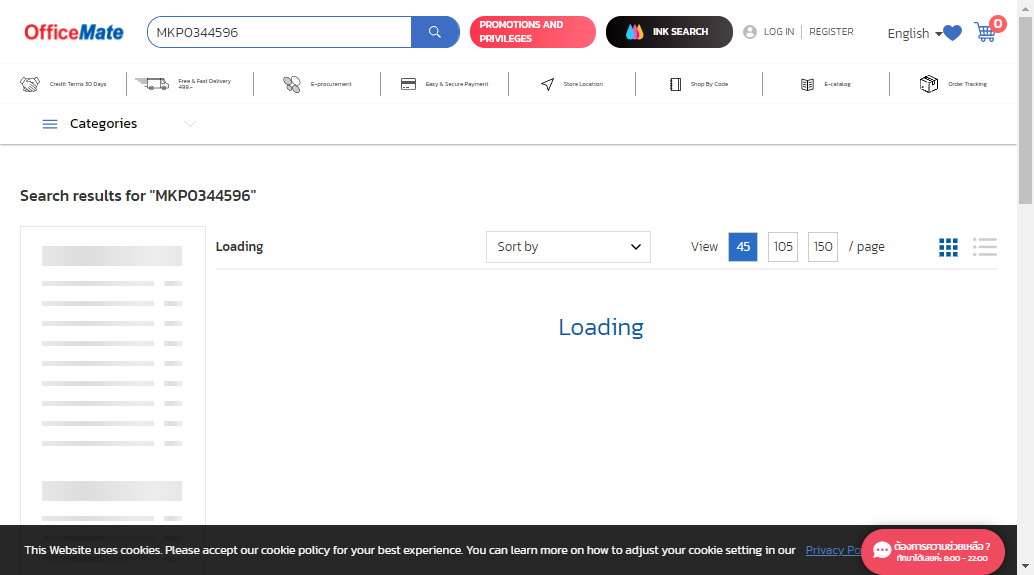 OfficeMate
MKP0344596
PROMOTIONS AND
PRIVILEGES
INK SEARCH
LOG IN
REGISTER
English
0
Credit Terms 30 Days
Free & Fast Delivery
499.-
E-procurement
Easy & Secure Payment
Store Location
Shop By Code
E-catalog
Order Tracking
Categories
Search results for "MKP0344596"
Loading
Sort by
View
45
105
150
/ page
Loading
This Website uses cookies. Please accept our cookie policy for your best experience. You can learn more on how to adjust your cookie setting in our Privacy Po
ต้องการความช่วยเหลือ ?
ทักมาได้เลยค่ะ 8:00 - 22:00